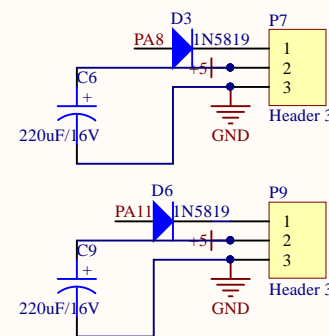 D3 P7
PA8 1N5819 1
C6 +5 2
+ 3
220uF/16V GND Header 3
D6 P9
PA11 1N5819 1
C9 +5 2
+ 3
220uF/16V GND Header 3